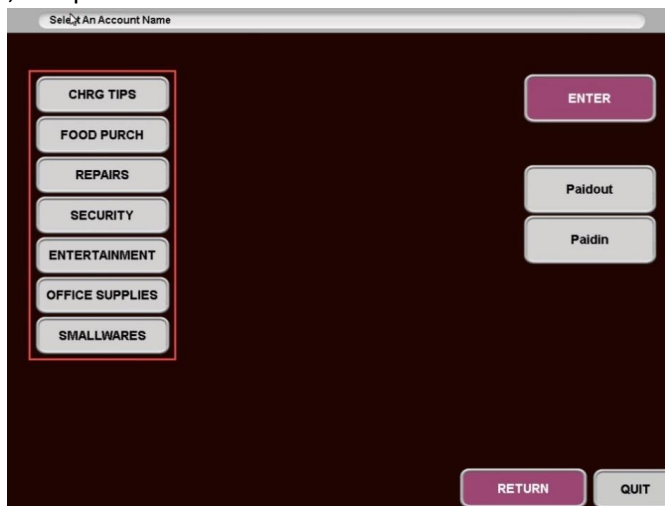 Select An Account Name
CHRG TIPS
ENTER
FOOD PURCH
REPAIRS
Paidout
SECURITY
Paidin
ENTERTAINMENT
OFFICE SUPPLIES
SMALLWARES
RETURN
QUIT